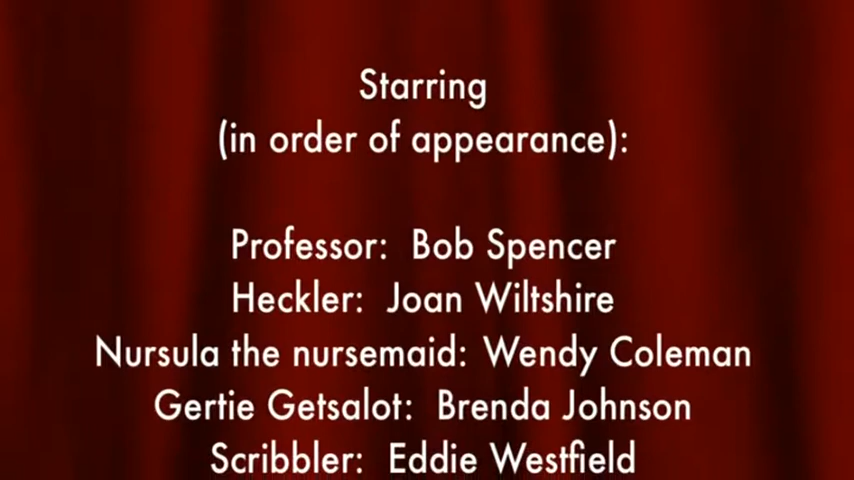 Starring
(in order of appearance):
Professor: Bob Spencer
Heckler: Joan Wiltshire
Nursula the nursemaid: Wendy Coleman
Gertie Getsalot: Brenda Johnson
Scribbler: Eddie Westfield